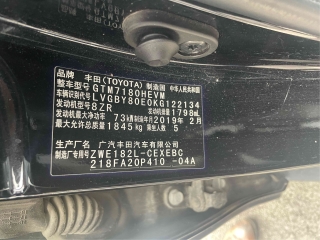 品牌 丰田(TOYOTA) 制造国 中华人民共和国
整车型号 GTM7180HEVM
车辆识别代号 LVGBY80E0KG122134
发动机型号 8ZR 发动机排量 1798mL
发动机最大净功率 73kW 制造年月 2019年2月
最大允许总质量 1845kg 乘坐人数 5
生产厂名 广汽丰田汽车有限公司
制造厂专用号 ZWE182L-CEXEBC
218FA20P410 -04A